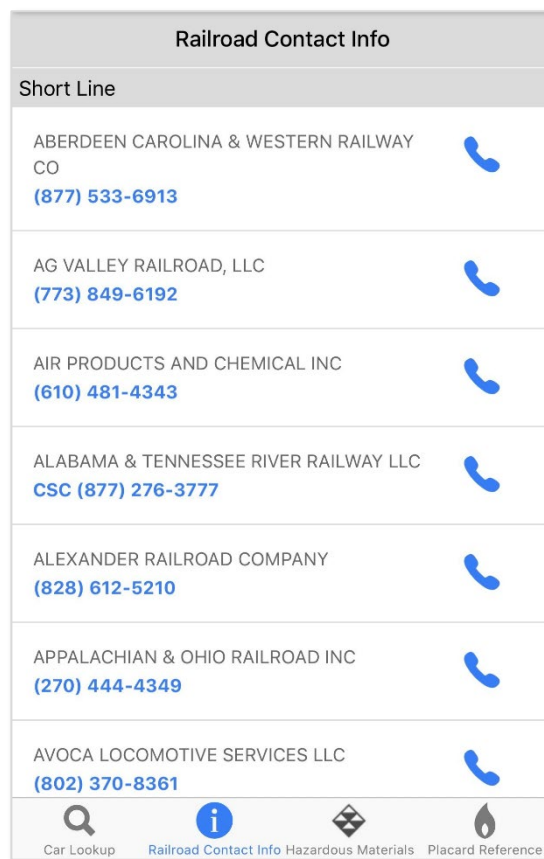 Railroad Contact Info
Short Line
ABERDEEN CAROLINA & WESTERN RAILWAY
CO
(877) 533-6913
AG VALLEY RAILROAD, LLC
(773) 849-6192
AIR PRODUCTS AND CHEMICAL INC
(610) 481-4343
ALABAMA & TENNESSEE RIVER RAILWAY LLC
CSC (877) 276-3777
ALEXANDER RAILROAD COMPANY
(828) 612-5210
APPALACHIAN & OHIO RAILROAD INC
(270) 444-4349
AVOCA LOCOMOTIVE SERVICES LLC
(802) 370-8361
Car Lookup Railroad Contact Info Hazardous Materials Placard Reference